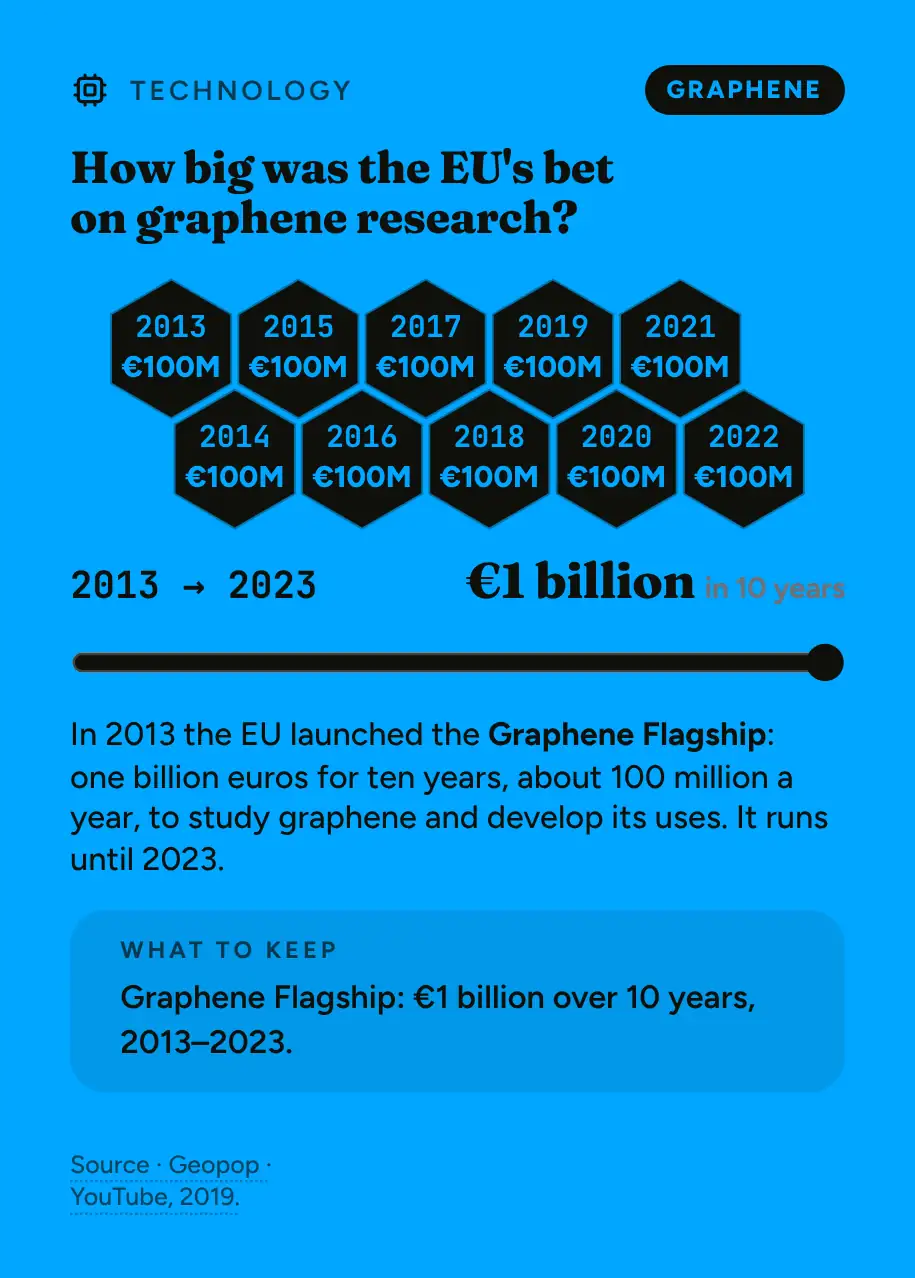 TECHNOLOGY
GRAPHENE
How big was the EU's bet
on graphene research?
2013
€100M
2015
€100M
2017
€100M
2019
€100M
2021
€100M
2014
€100M
2016
€100M
2018
€100M
2020
€100M
2022
€100M
2013 → 2023
€1 billion in 10 years
In 2013 the EU launched the Graphene Flagship:
one billion euros for ten years, about 100 million a
year, to study graphene and develop its uses. It runs
until 2023.
WHAT TO KEEP
Graphene Flagship: €1 billion over 10 years,
2013–2023.
Source · Geopop ·
YouTube, 2019.